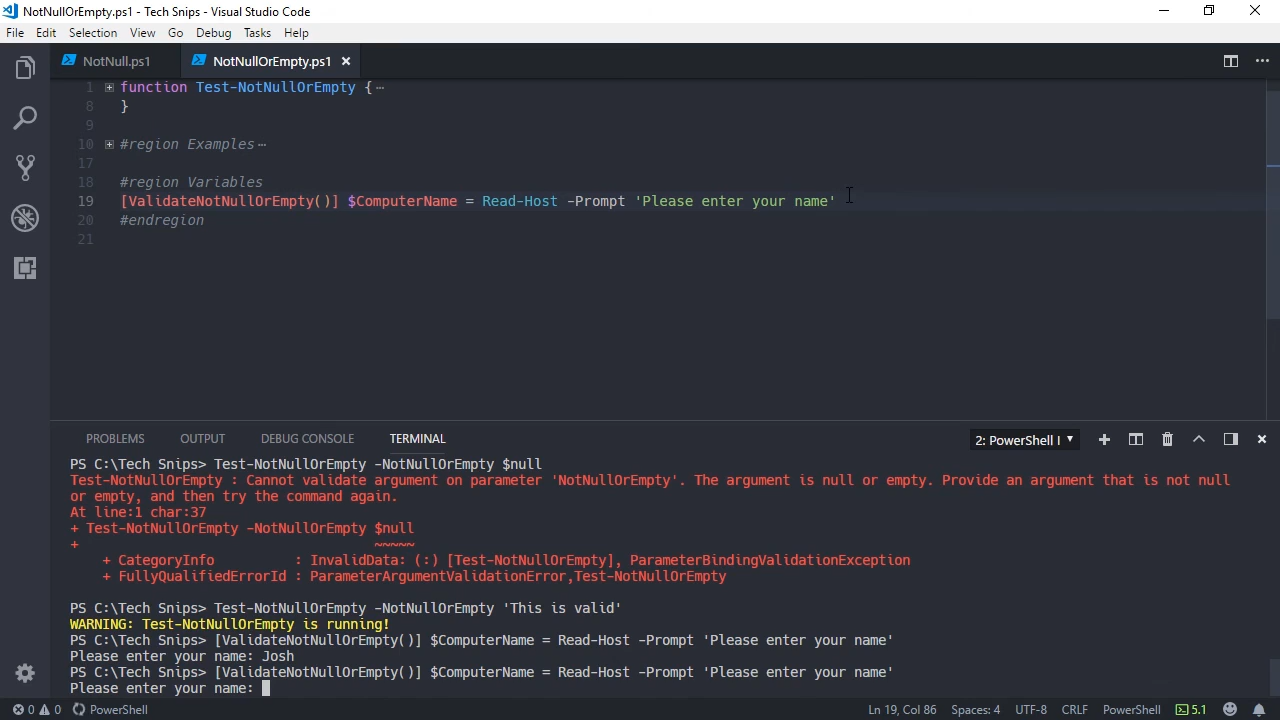 NotNullOrEmpty.ps1 - Tech Snips - Visual Studio Code
File Edit Selection View Go Debug Tasks Help
NotNull.ps1 NotNullOrEmpty.ps1
1 function Test-NotNullOrEmpty {
8 }
9
10 #region Examples
17
18 #region Variables
19 [ValidateNotNullOrEmpty()] $ComputerName = Read-Host -Prompt 'Please enter your name'
20 #endregion
21
PROBLEMS OUTPUT DEBUG CONSOLE TERMINAL 2: PowerShell I
PS C:\Tech Snips> Test-NotNullOrEmpty -NotNullOrEmpty $null
Test-NotNullOrEmpty : Cannot validate argument on parameter 'NotNullOrEmpty'. The argument is null or empty. Provide an argument that is not null
or empty, and then try the command again.
At line:1 char:37
+ Test-NotNullOrEmpty -NotNullOrEmpty $null
+                                     ~~~~~
    + CategoryInfo          : InvalidData: (:) [Test-NotNullOrEmpty], ParameterBindingValidationException
    + FullyQualifiedErrorId : ParameterArgumentValidationError,Test-NotNullOrEmpty
PS C:\Tech Snips> Test-NotNullOrEmpty -NotNullOrEmpty 'This is valid'
WARNING: Test-NotNullOrEmpty is running!
PS C:\Tech Snips> [ValidateNotNullOrEmpty()] $ComputerName = Read-Host -Prompt 'Please enter your name'
Please enter your name: Josh
PS C:\Tech Snips> [ValidateNotNullOrEmpty()] $ComputerName = Read-Host -Prompt 'Please enter your name'
Please enter your name:
0 0 PowerShell Ln 19, Col 86 Spaces: 4 UTF-8 CRLF PowerShell 5.1